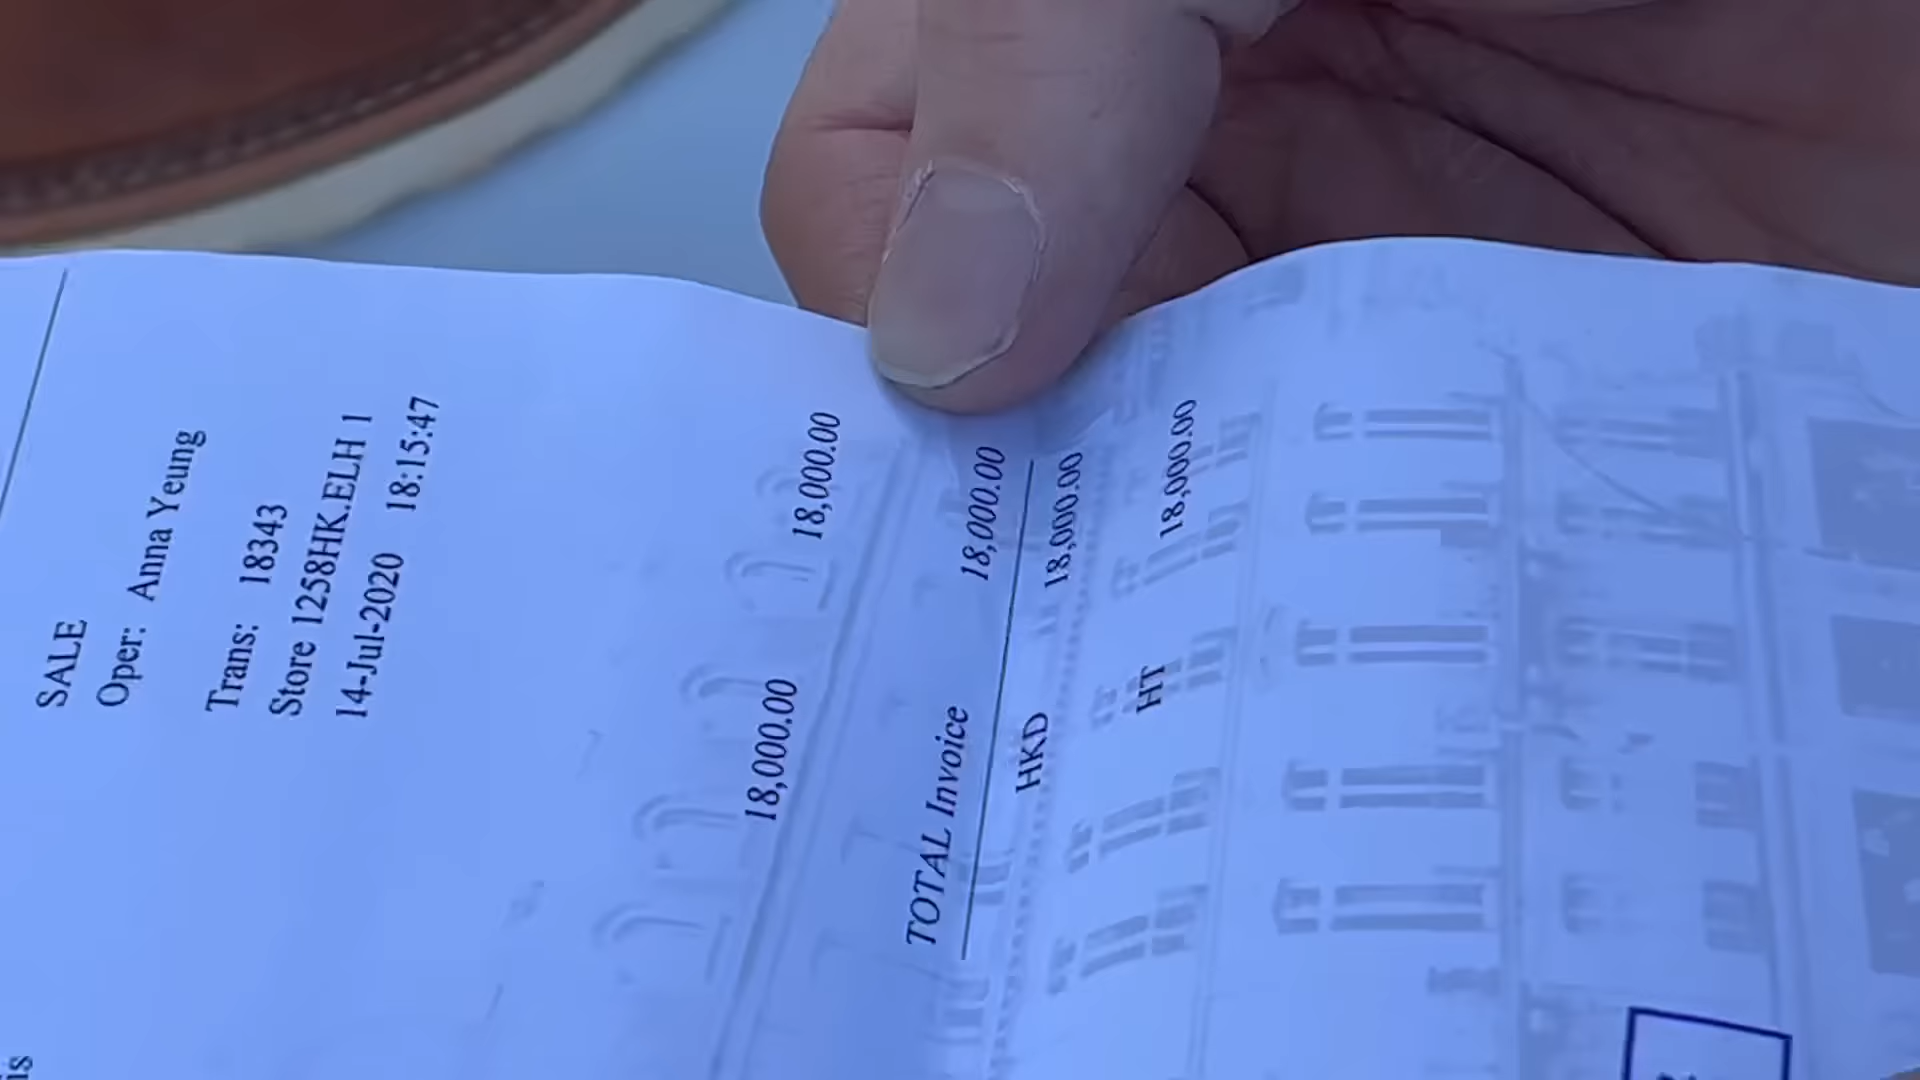 SALE
Oper: Anna Yeung
Trans: 18343
Store 1258HK.ELH 1
14-Jul-2020 18:15:47
18,000.00 18,000.00
TOTAL Invoice 18,000.00
HKD 18,000.00
HT 18,000.00
is